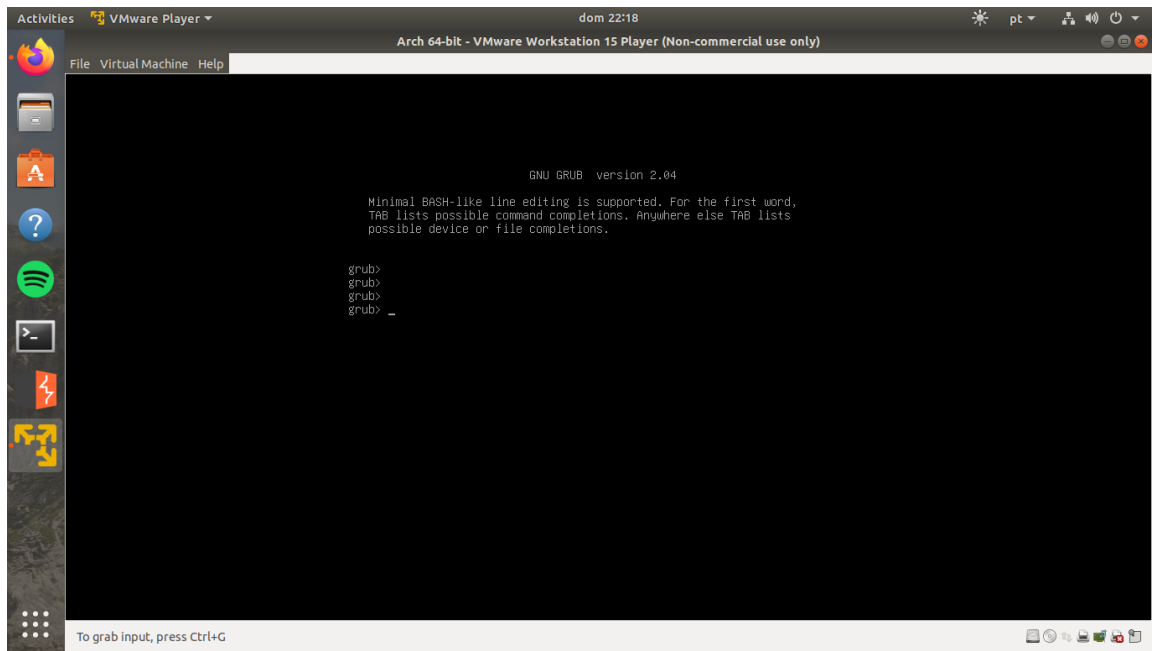 Activities VMware Player dom 22:18 pt
Arch 64-bit - VMware Workstation 15 Player (Non-commercial use only)
File Virtual Machine Help
GNU GRUB version 2.04
Minimal BASH-like line editing is supported. For the first word,
TAB lists possible command completions. Anywhere else TAB lists
possible device or file completions.
grub>
grub>
grub>
grub> _
To grab input, press Ctrl+G